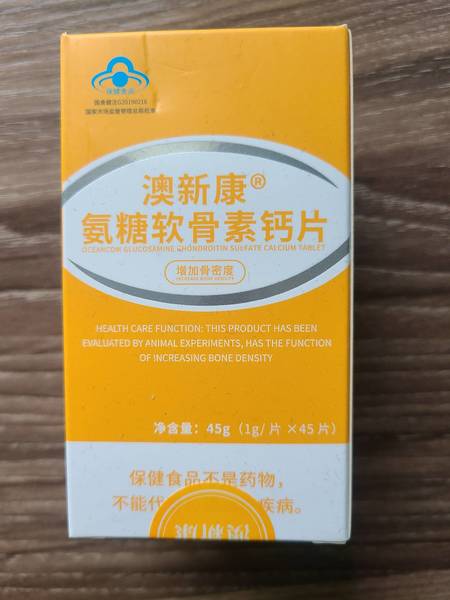 保健食品
国食健注G20190216
国家市场监督管理总局批准
澳新康®
氨糖软骨素钙片
OCEANCOM GLUCOSAMINE CHONDROITIN SULFATE CALCIUM TABLET
增加骨密度
INCREASE BONE DENSITY
HEALTH CARE FUNCTION: THIS PRODUCT HAS BEEN
EVALUATED BY ANIMAL EXPERIMENTS, HAS THE FUNCTION
OF INCREASING BONE DENSITY
净含量：45g（1g/片×45片）
保健食品不是药物，
不能代 疾病。
澳新康